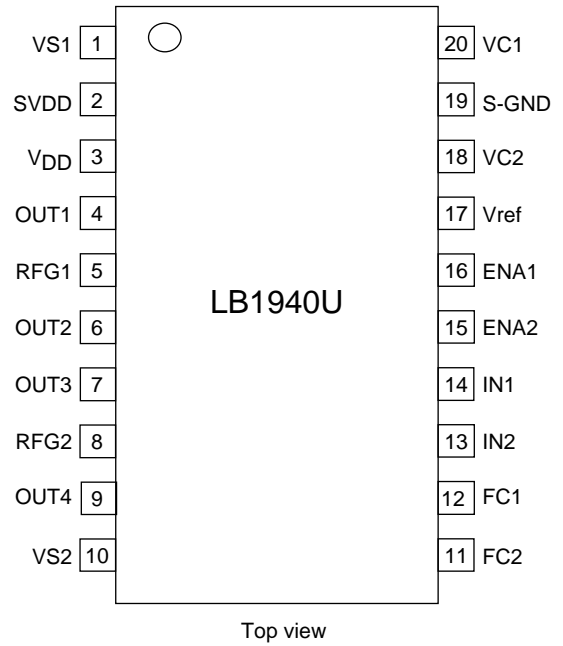 VS1 1 20 VC1
SVDD 2 19 S-GND
VDD 3 18 VC2
OUT1 4 17 Vref
RFG1 5 16 ENA1
LB1940U
OUT2 6 15 ENA2
OUT3 7 14 IN1
RFG2 8 13 IN2
OUT4 9 12 FC1
VS2 10 11 FC2
Top view